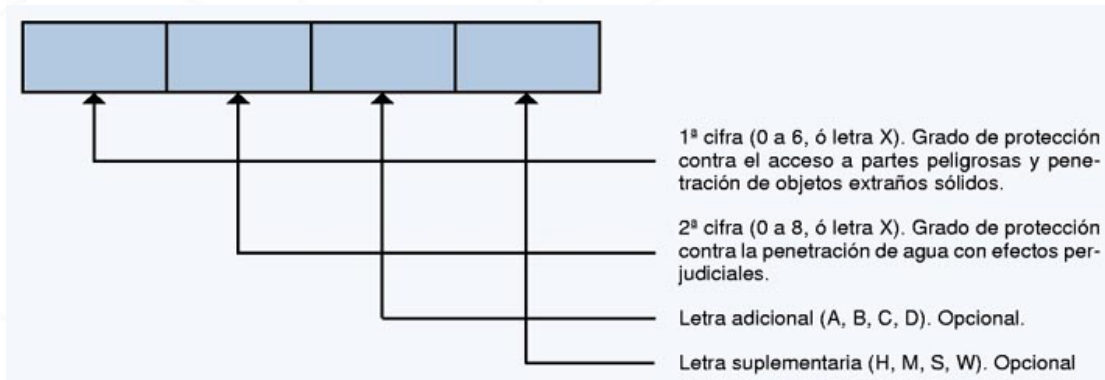 1ª cifra (0 a 6, ó letra X). Grado de protección
contra el acceso a partes peligrosas y pene-
tración de objetos extraños sólidos.
2ª cifra (0 a 8, ó letra X). Grado de protección
contra la penetración de agua con efectos per-
judiciales.
Letra adicional (A, B, C, D). Opcional.
Letra suplementaria (H, M, S, W). Opcional